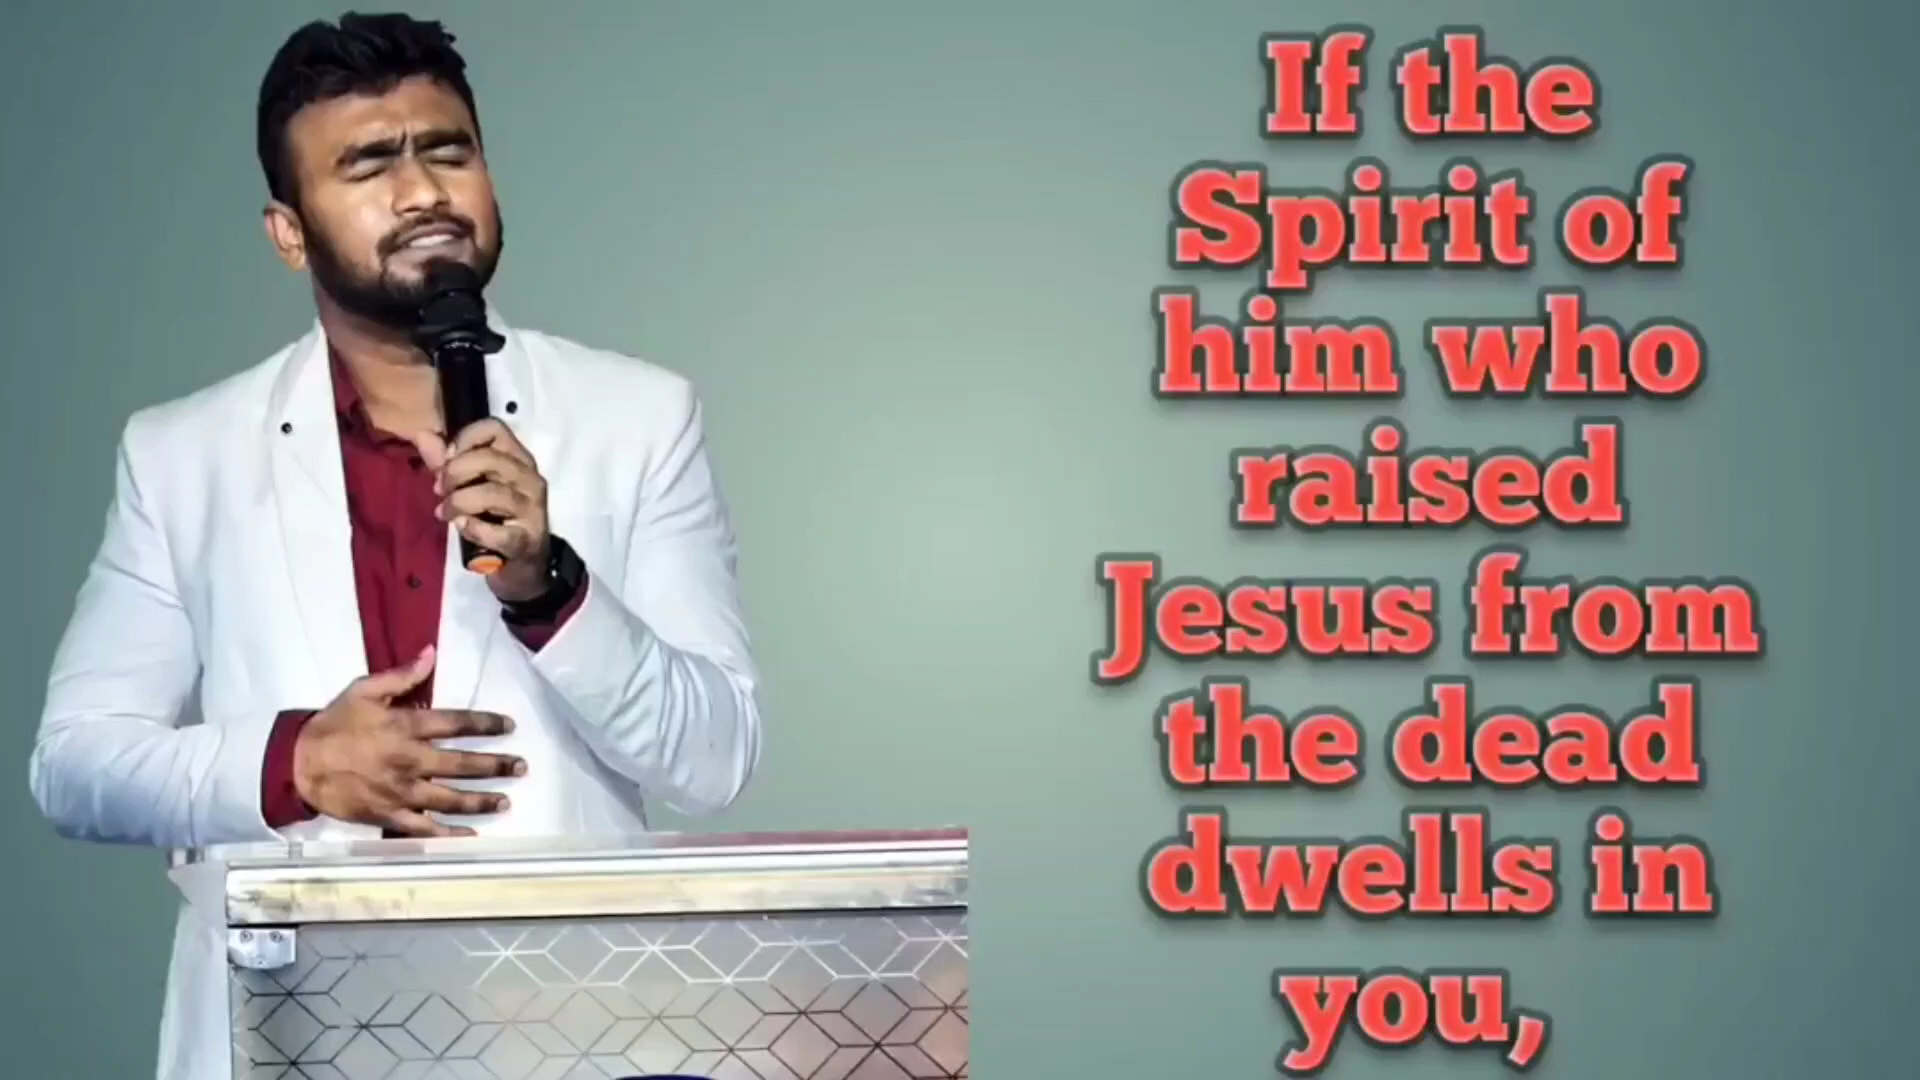 If the
Spirit of
him who
raised
Jesus from
the dead
dwells in
you,